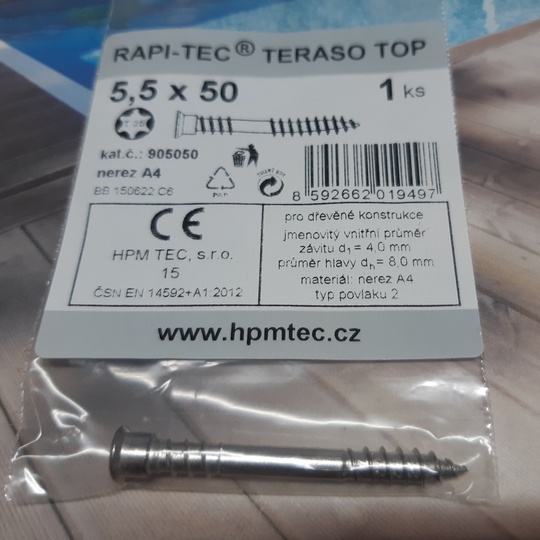 RAPI-TEC® TERASO TOP
5,5 x 50
1 ks
T 25
kat.č.: 905050
nerez A4
BB 150622 C6
8 592662 019497
CE
HPM TEC, s.r.o.
15
ČSN EN 14592+A1:2012
pro dřevěné konstrukce
jmenovitý vnitřní průměr
závitu d₁= 4,0 mm
průměr hlavy dₕ= 8,0 mm
materiál: nerez A4
typ povlaku 2
www.hpmtec.cz